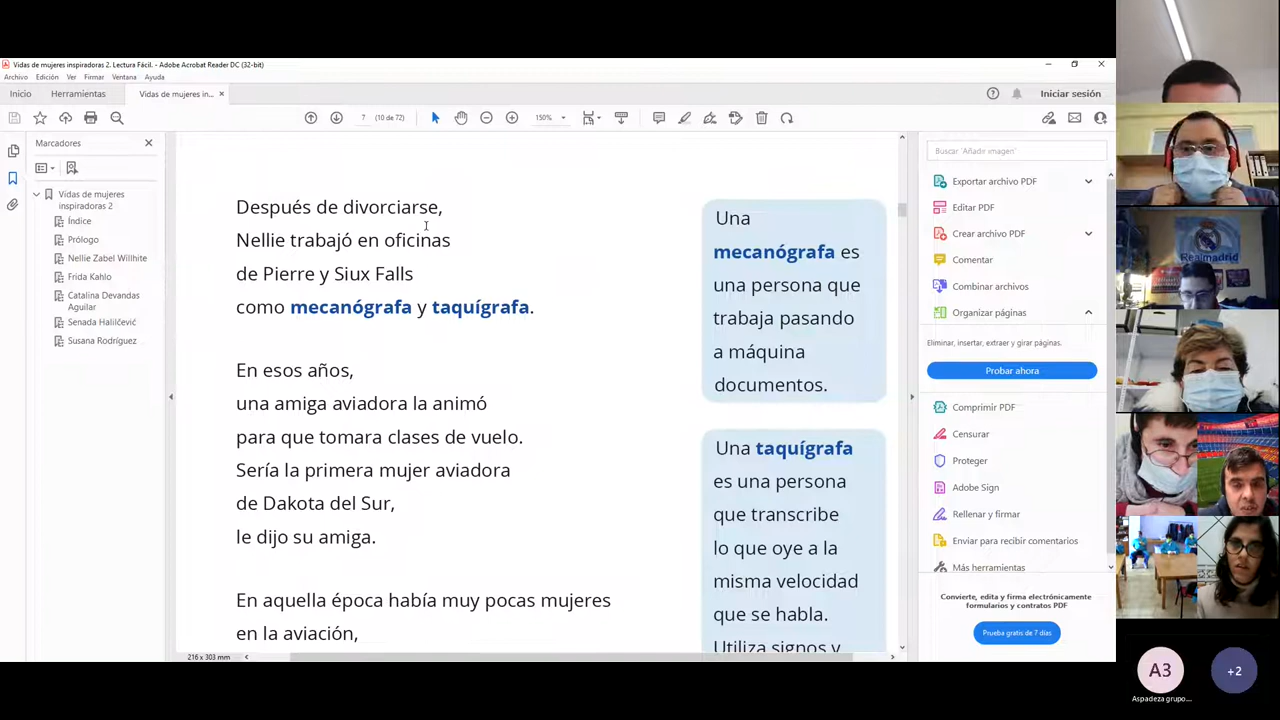 Vidas de mujeres inspiradoras 2. Lectura Fácil. - Adobe Acrobat Reader DC (32-bit)
Archivo Edición Ver Firmar Ventana Ayuda
Inicio Herramientas Vidas de mujeres in... × Iniciar sesión
7 (10 de 72) 150%
Marcadores
Vidas de mujeres
inspiradoras 2
Índice
Prólogo
Nellie Zabel Willhite
Frida Kahlo
Catalina Devandas
Aguilar
Senada Halilčević
Susana Rodríguez
Después de divorciarse,
Nellie trabajó en oficinas
de Pierre y Siux Falls
como mecanógrafa y taquígrafa.
En esos años,
una amiga aviadora la animó
para que tomara clases de vuelo.
Sería la primera mujer aviadora
de Dakota del Sur,
le dijo su amiga.
En aquella época había muy pocas mujeres
en la aviación,
Una
mecanógrafa es
una persona que
trabaja pasando
a máquina
documentos.
Una taquígrafa
es una persona
que transcribe
lo que oye a la
misma velocidad
que se habla.
Utiliza signos y
216 x 303 mm
Buscar 'Añadir imagen'
Exportar archivo PDF
Editar PDF
Crear archivo PDF
Comentar
Combinar archivos
Organizar páginas
Eliminar, insertar, extraer y girar páginas.
Probar ahora
Comprimir PDF
Censurar
Proteger
Adobe Sign
Rellenar y firmar
Enviar para recibir comentarios
Más herramientas
Convierte, edita y firma electrónicamente
formularios y contratos PDF
Prueba gratis de 7 días
Realmadrid
A3
+2
Aspadeza grupo...